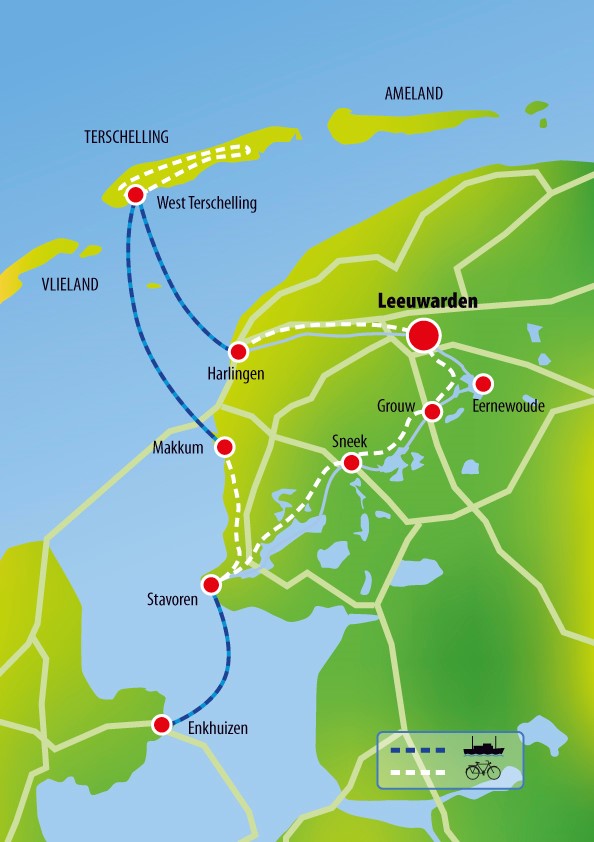 AMELAND
TERSCHELLING
West Terschelling
VLIELAND
Leeuwarden
Harlingen
Grouw
Eernewoude
Sneek
Makkum
Stavoren
Enkhuizen